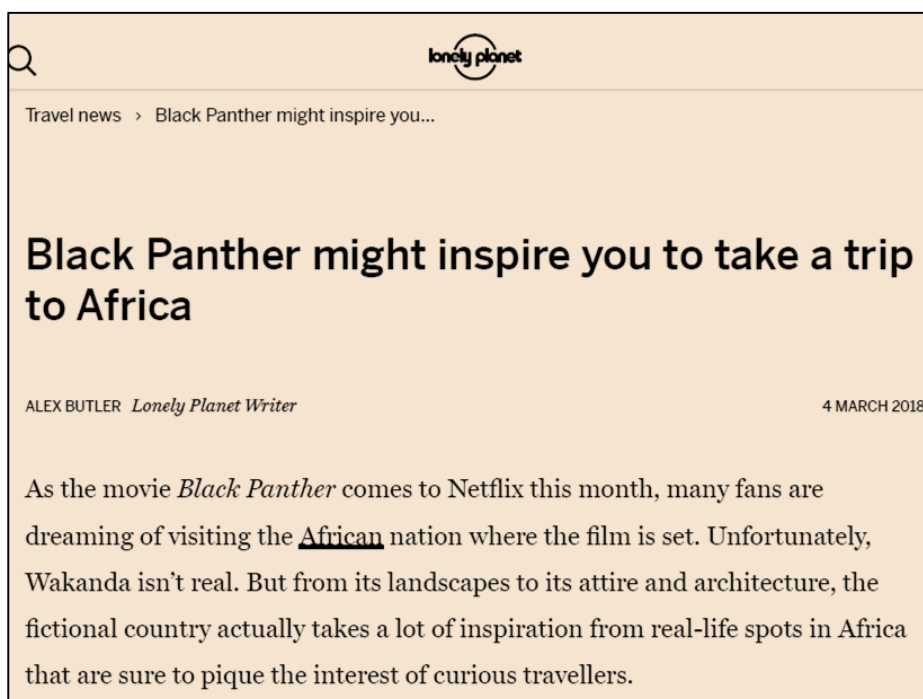 lonely planet
Travel news › Black Panther might inspire you...
Black Panther might inspire you to take a trip
to Africa
ALEX BUTLER Lonely Planet Writer 4 MARCH 2018
As the movie Black Panther comes to Netflix this month, many fans are
dreaming of visiting the African nation where the film is set. Unfortunately,
Wakanda isn’t real. But from its landscapes to its attire and architecture, the
fictional country actually takes a lot of inspiration from real-life spots in Africa
that are sure to pique the interest of curious travellers.